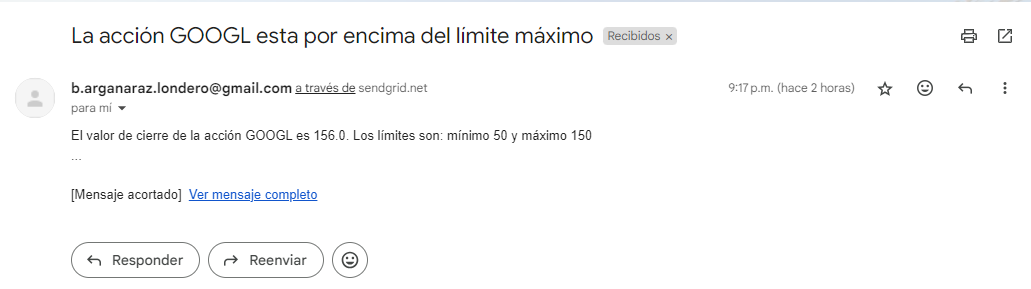 La acción GOOGL esta por encima del límite máximo Recibidos ×
b.arganaraz.londero@gmail.com a través de sendgrid.net 9:17 p.m. (hace 2 horas)
para mí
El valor de cierre de la acción GOOGL es 156.0. Los límites son: mínimo 50 y máximo 150
...
[Mensaje acortado] Ver mensaje completo
Responder Reenviar